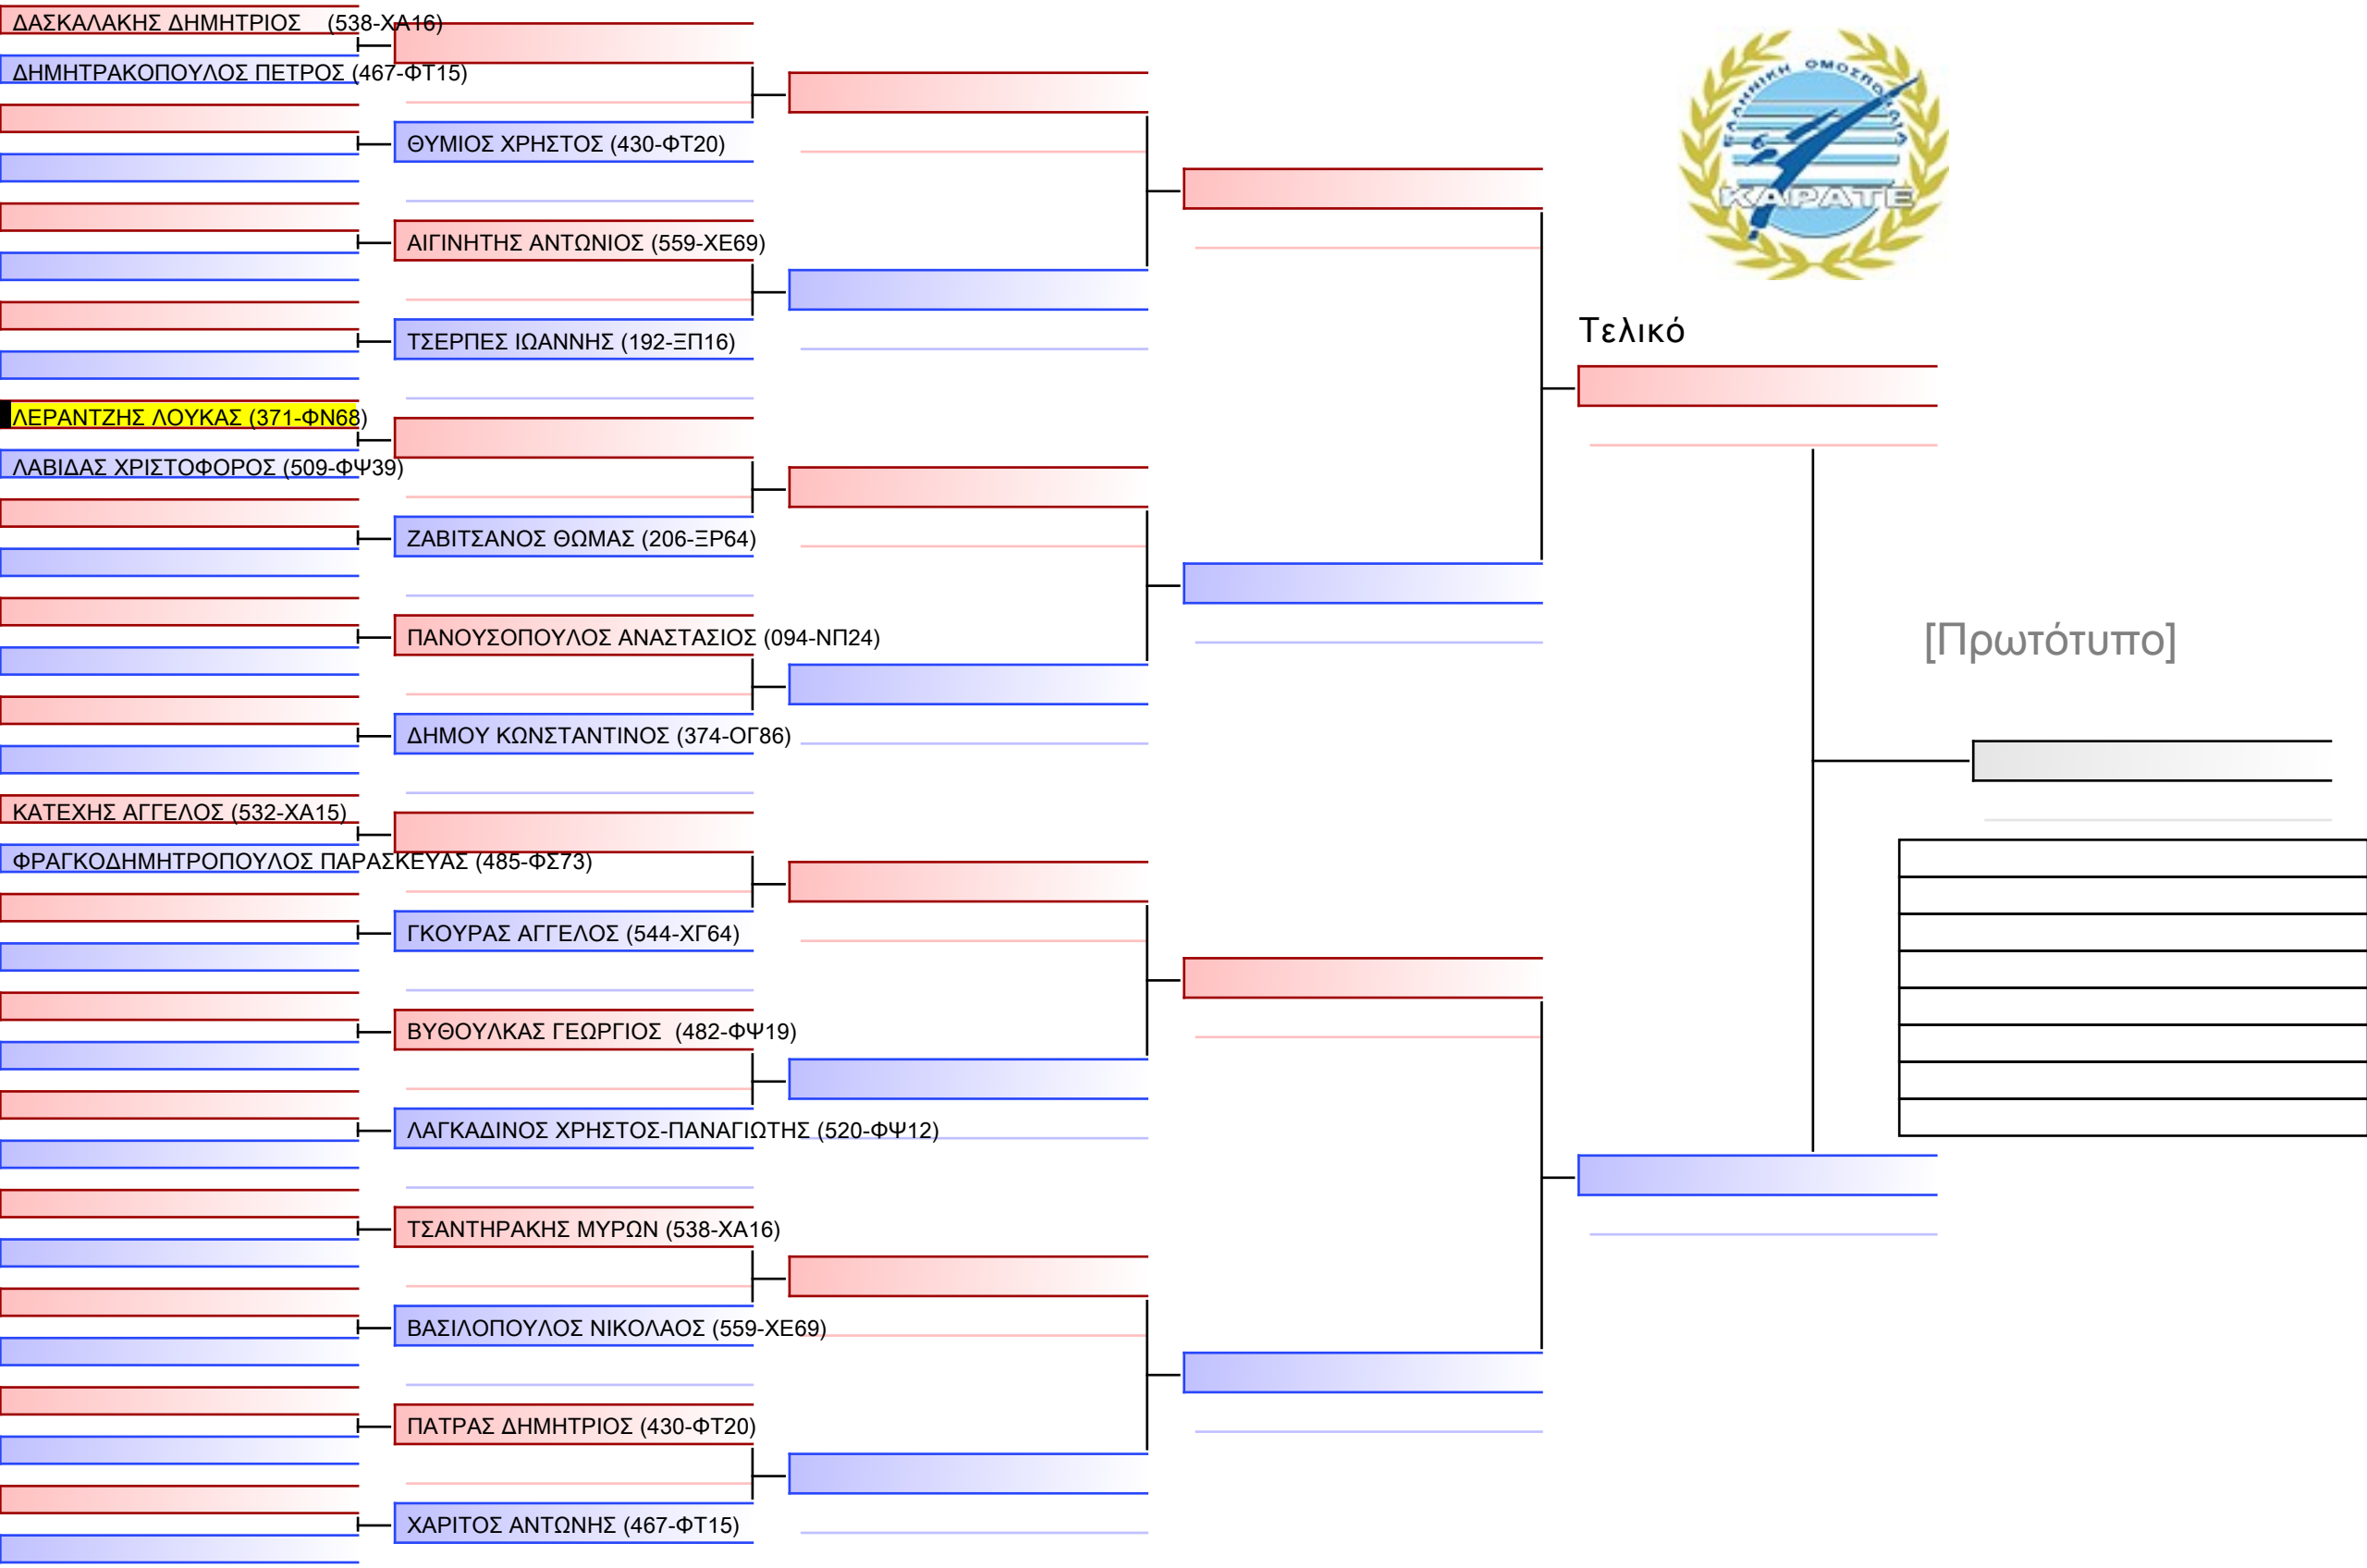 ΔΑΣΚΑΛΑΚΗΣ ΔΗΜΗΤΡΙΟΣ (538-ΧΑ16)
ΔΗΜΗΤΡΑΚΟΠΟΥΛΟΣ ΠΕΤΡΟΣ (467-ΦΤ15)
ΘΥΜΙΟΣ ΧΡΗΣΤΟΣ (430-ΦΤ20)
ΑΙΓΙΝΗΤΗΣ ΑΝΤΩΝΙΟΣ (559-ΧΕ69)
ΤΣΕΡΠΕΣ ΙΩΑΝΝΗΣ (192-ΞΠ16)
ΛΕΡΑΝΤΖΗΣ ΛΟΥΚΑΣ (371-ΦΝ68)
ΛΑΒΙΔΑΣ ΧΡΙΣΤΟΦΟΡΟΣ (509-ΦΨ39)
ΖΑΒΙΤΣΑΝΟΣ ΘΩΜΑΣ (206-ΞΡ64)
ΠΑΝΟΥΣΟΠΟΥΛΟΣ ΑΝΑΣΤΑΣΙΟΣ (094-ΝΠ24)
ΔΗΜΟΥ ΚΩΝΣΤΑΝΤΙΝΟΣ (374-ΟΓ86)
ΚΑΤΕΧΗΣ ΑΓΓΕΛΟΣ (532-ΧΑ15)
ΦΡΑΓΚΟΔΗΜΗΤΡΟΠΟΥΛΟΣ ΠΑΡΑΣΚΕΥΑΣ (485-ΦΣ73)
ΓΚΟΥΡΑΣ ΑΓΓΕΛΟΣ (544-ΧΓ64)
ΒΥΘΟΥΛΚΑΣ ΓΕΩΡΓΙΟΣ (482-ΦΨ19)
ΛΑΓΚΑΔΙΝΟΣ ΧΡΗΣΤΟΣ-ΠΑΝΑΓΙΩΤΗΣ (520-ΦΨ12)
ΤΣΑΝΤΗΡΑΚΗΣ ΜΥΡΩΝ (538-ΧΑ16)
ΒΑΣΙΛΟΠΟΥΛΟΣ ΝΙΚΟΛΑΟΣ (559-ΧΕ69)
ΠΑΤΡΑΣ ΔΗΜΗΤΡΙΟΣ (430-ΦΤ20)
ΧΑΡΙΤΟΣ ΑΝΤΩΝΗΣ (467-ΦΤ15)
ΕΛΛΗΝΙΚΗ ΟΜΟΣΠΟΝΔΙΑ
ΚΑΡΑΤΕ
Τελικό
[Πρωτότυπο]